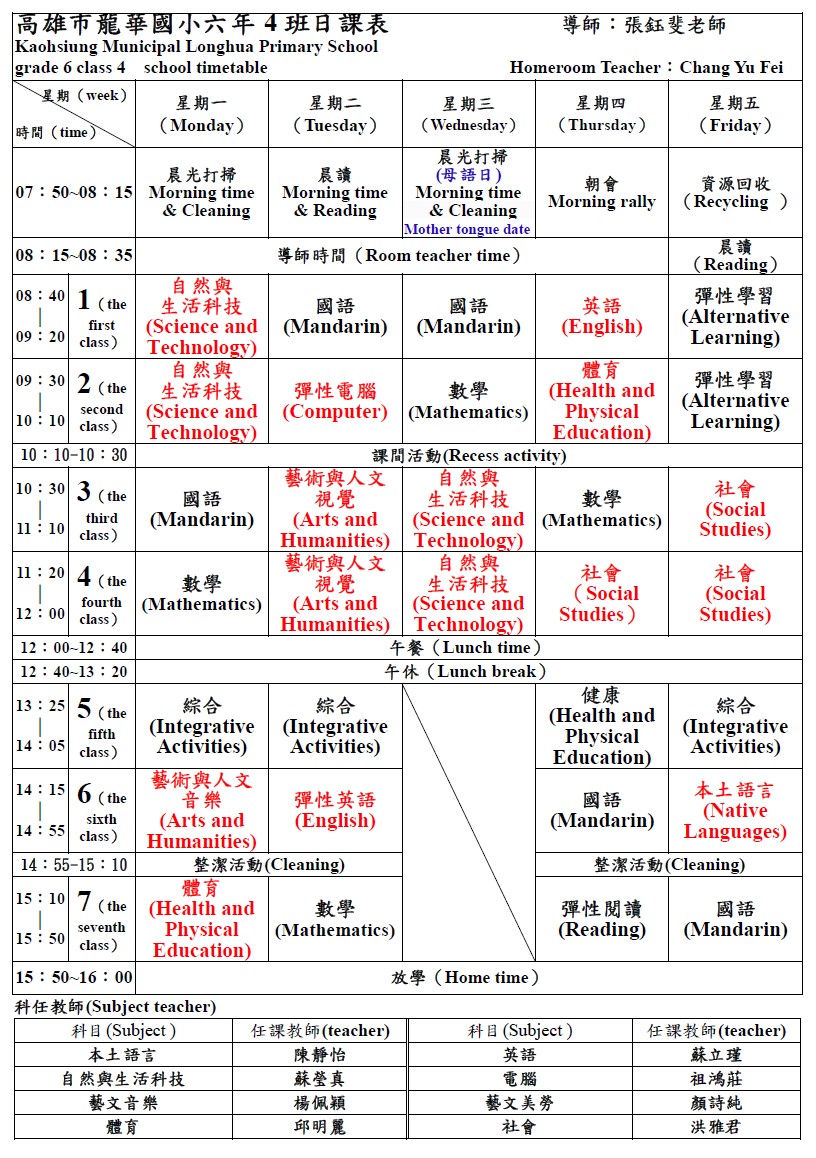 高雄市龍華國小六年4班日課表 導師：張鈺斐老師
Kaohsiung Municipal Longhua Primary School
grade 6 class 4 school timetable Homeroom Teacher：Chang Yu Fei
星期（week）
時間（time）
星期一
（Monday）
星期二
（Tuesday）
星期三
（Wednesday）
星期四
（Thursday）
星期五
（Friday）
07：50~08：15
晨光打掃
Morning time
& Cleaning
晨讀
Morning time
& Reading
晨光打掃
(母語日)
Morning time
& Cleaning
Mother tongue date
朝會
Morning rally
資源回收
（Recycling ）
08：15~08：35
導師時間（Room teacher time）
晨讀
（Reading）
08：40
｜
09：20
1（the
first
class）
自然與
生活科技
(Science and
Technology)
國語
(Mandarin)
國語
(Mandarin)
英語
(English)
彈性學習
(Alternative
Learning)
09：30
｜
10：10
2（the
second
class）
自然與
生活科技
(Science and
Technology)
彈性電腦
(Computer)
數學
(Mathematics)
體育
(Health and
Physical
Education)
彈性學習
(Alternative
Learning)
10：10-10：30
課間活動(Recess activity)
10：30
｜
11：10
3（the
third
class）
國語
(Mandarin)
藝術與人文
視覺
(Arts and
Humanities)
自然與
生活科技
(Science and
Technology)
數學
(Mathematics)
社會
(Social
Studies)
11：20
｜
12：00
4（the
fourth
class）
數學
(Mathematics)
藝術與人文
視覺
(Arts and
Humanities)
自然與
生活科技
(Science and
Technology)
社會
（Social
Studies）
社會
(Social
Studies)
12：00~12：40
午餐（Lunch time）
12：40~13：20
午休（Lunch break）
13：25
｜
14：05
5（the
fifth
class）
綜合
(Integrative
Activities)
綜合
(Integrative
Activities)
健康
(Health and
Physical
Education)
綜合
(Integrative
Activities)
14：15
｜
14：55
6（the
sixth
class）
藝術與人文
音樂
(Arts and
Humanities)
彈性英語
(English)
國語
(Mandarin)
本土語言
(Native
Languages)
14：55-15：10
整潔活動(Cleaning)
整潔活動(Cleaning)
15：10
｜
15：50
7（the
seventh
class）
體育
(Health and
Physical
Education)
數學
(Mathematics)
彈性閱讀
(Reading)
國語
(Mandarin)
15：50~16：00
放學（Home time）
科任教師(Subject teacher)
科目(Subject ) 任課教師(teacher) 科目(Subject ) 任課教師(teacher)
本土語言 陳靜怡 英語 蘇立瑾
自然與生活科技 蘇瑩真 電腦 祖鴻莊
藝文音樂 楊佩穎 藝文美勞 顏詩純
體育 邱明麗 社會 洪雅君